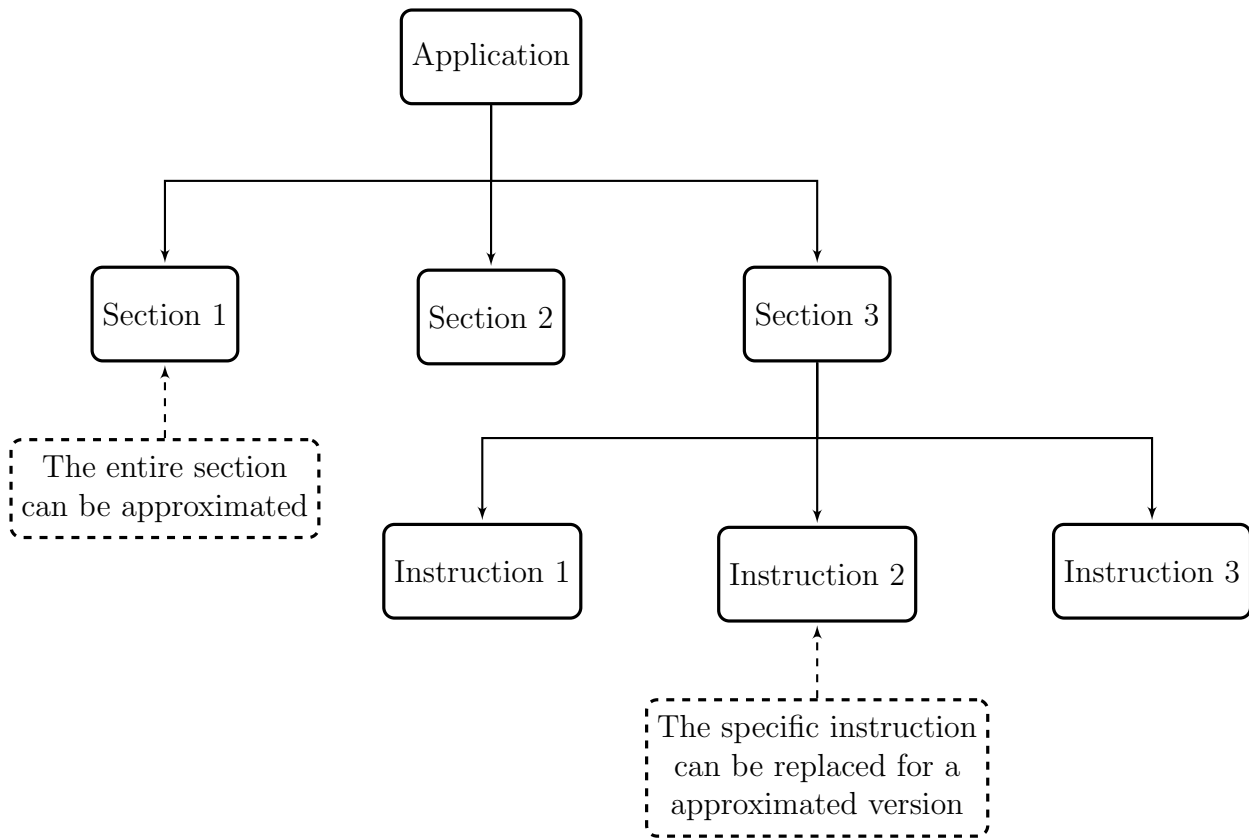 Application
Section 1
Section 2
Section 3
The entire section
can be approximated
Instruction 1
Instruction 2
Instruction 3
The specific instruction
can be replaced for a
approximated version